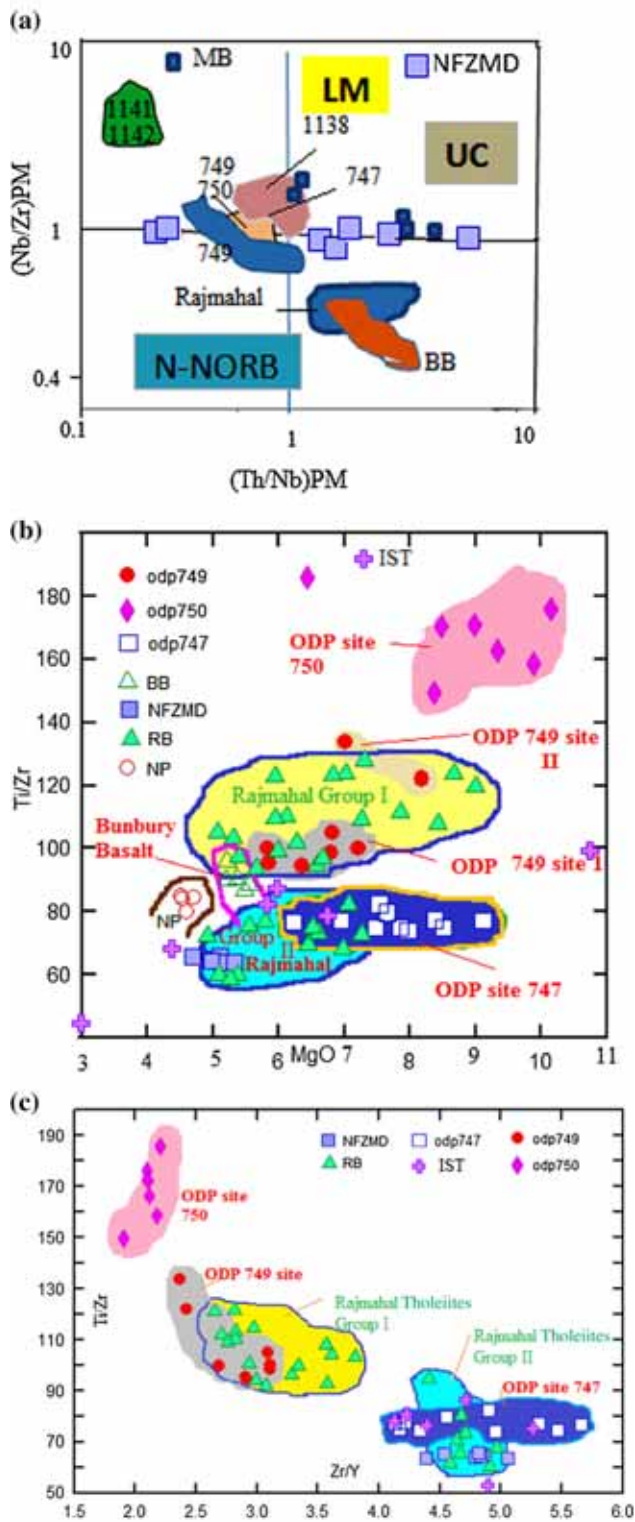 (a)
10
MB
NFZMD
LM
1141
1142
1138
UC
749
750
747
(Nb/Zr)PM
1
749
Rajmahal
N-NORB
BB
0.4
0.1
1
10
(Th/Nb)PM
(b)
IST
odp749
180
odp750
ODP site
750
odp747
160
BB
NFZMD
140
RB
ODP 749 site
II
NP
Ti/Zr
120
Rajmahal Group I
Bunbury
Basalt
100
ODP 749 site I
80
NP
Group
II
Rajmahal
60
ODP site 747
3 4 5 6 MgO 7 8 9 10 11
(c)
190
NFZMD
odp747
odp749
RB
IST
odp750
170
ODP site
750
150
130
ODP 749 site
Ti/Zr
Rajmahal Tholeiites
Group I
110
Rajmahal Tholeiites
Group II
90
ODP site 747
70
50
Zr/Y
1.5 2.0 2.5 3.0 3.5 4.0 4.5 5.0 5.5 6.0